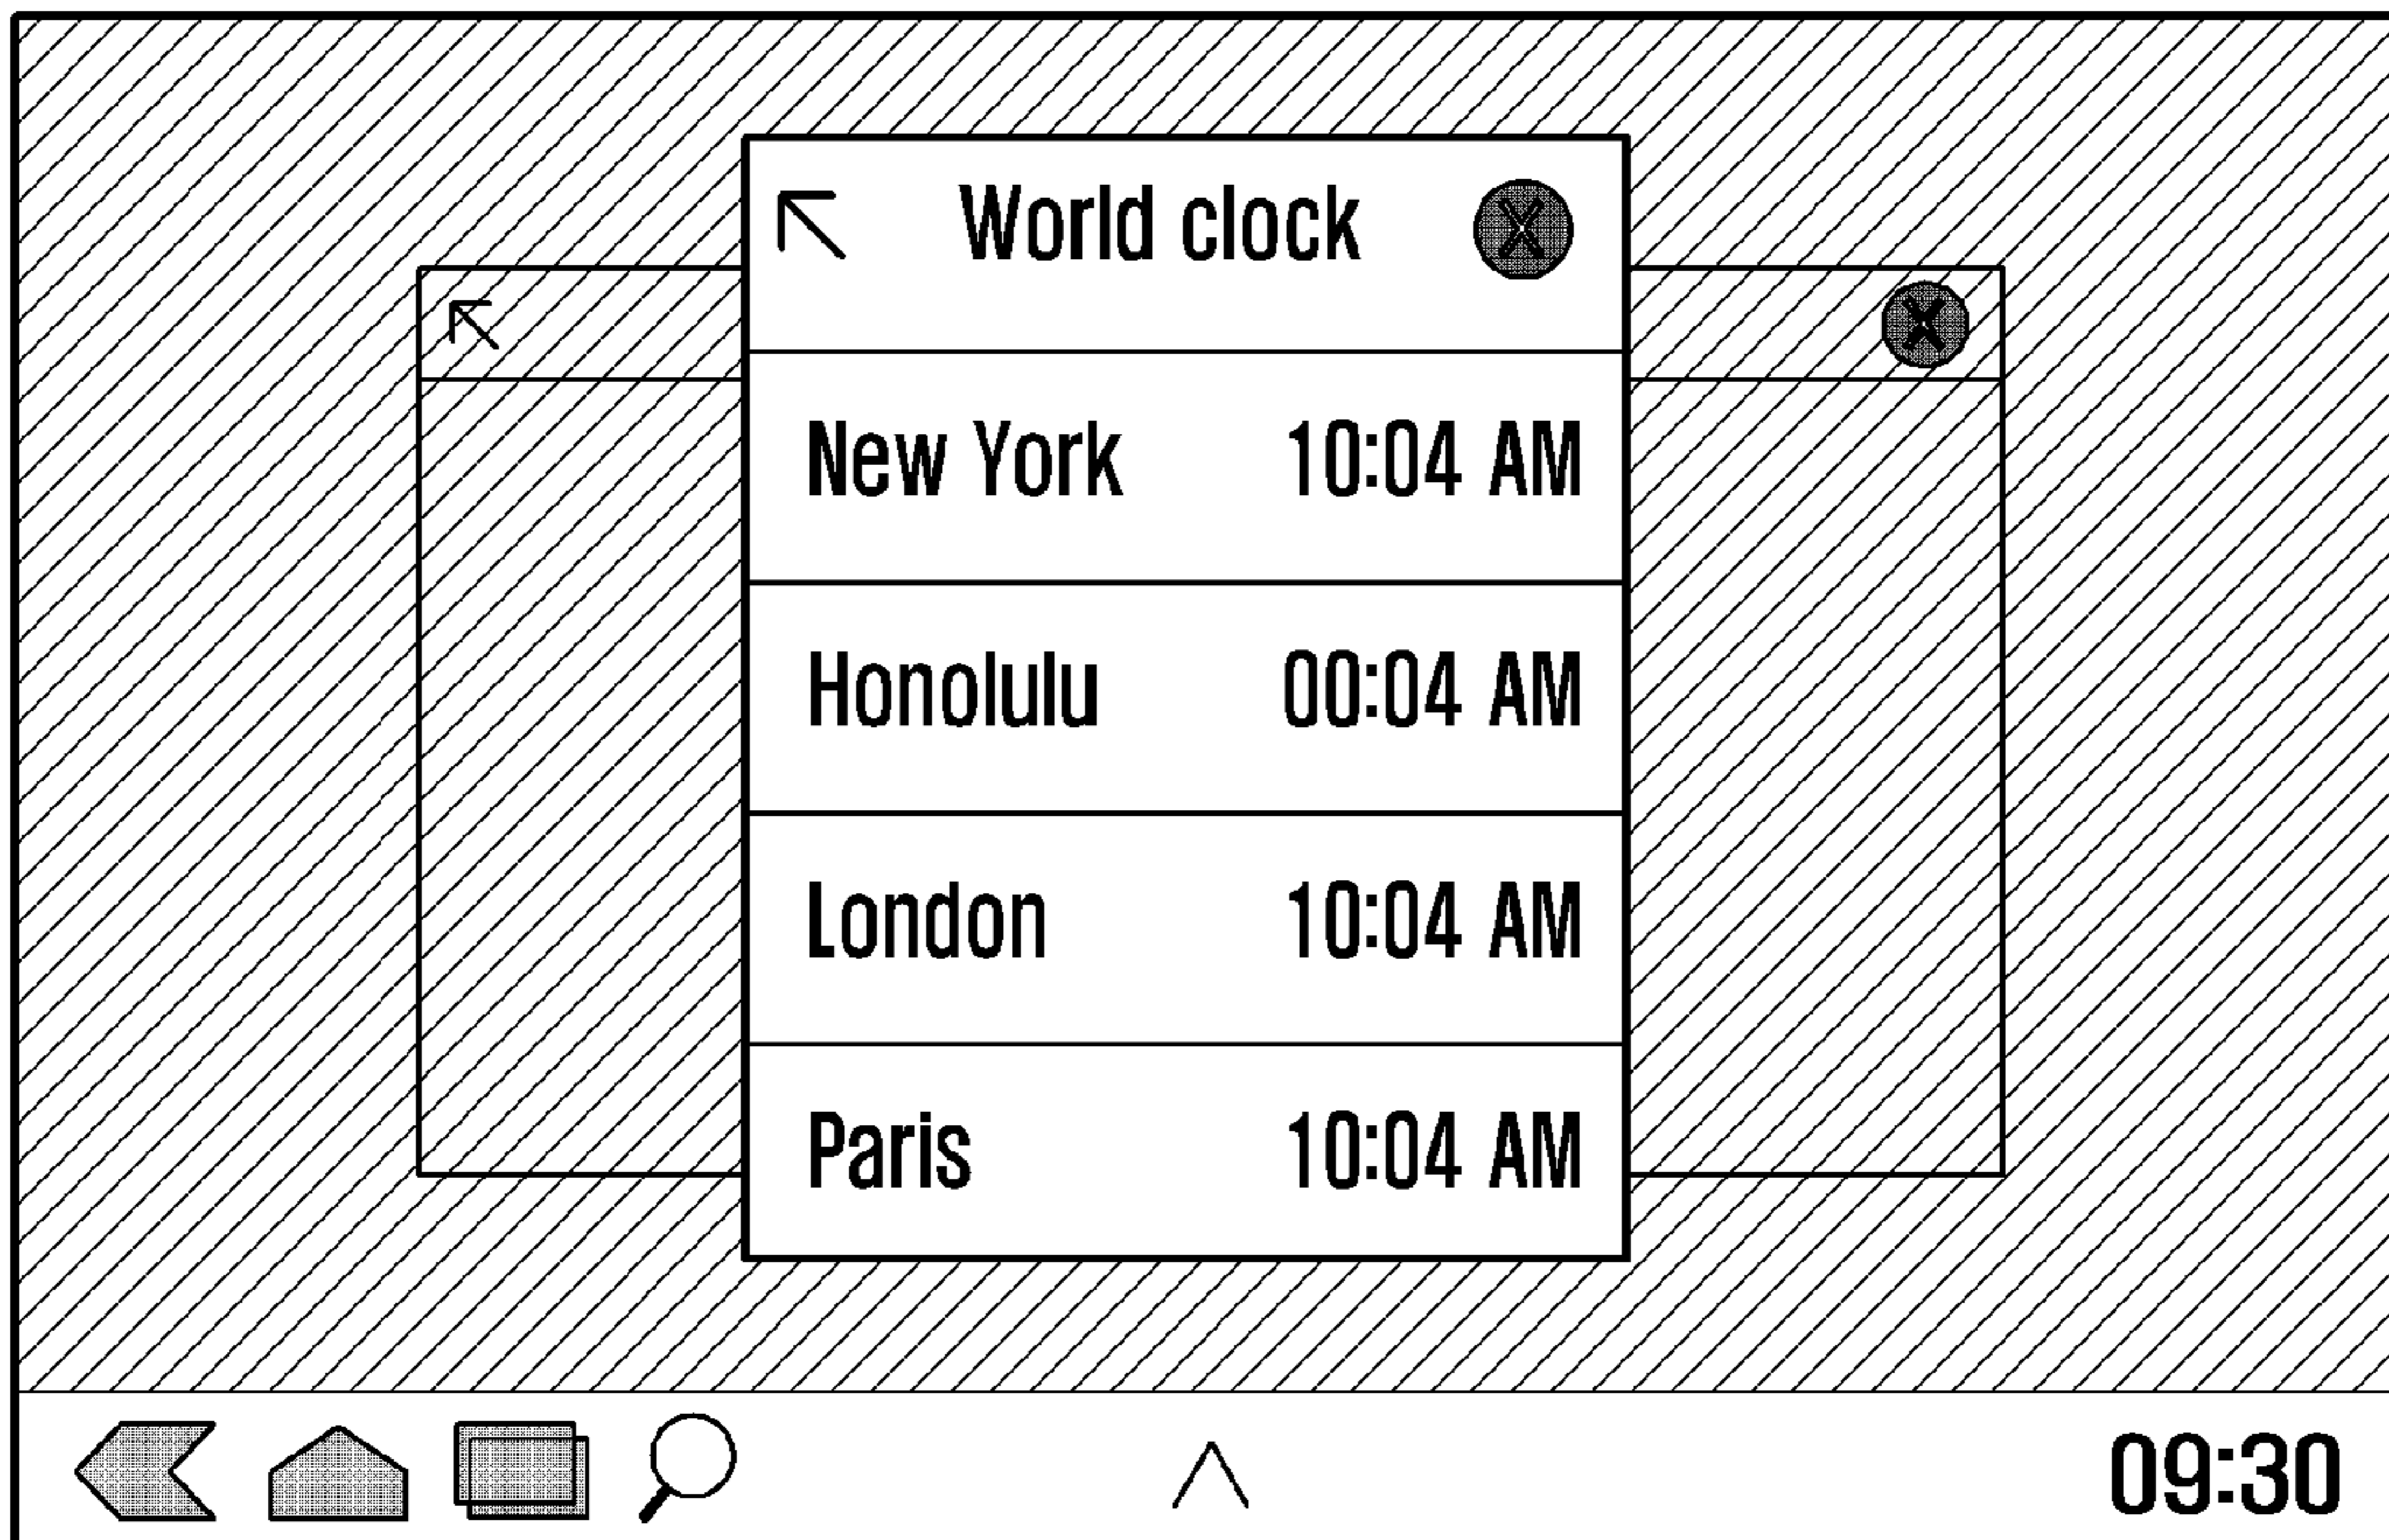 World clock X
X
New York 10:04 AM
Honolulu 00:04 AM
London 10:04 AM
Paris 10:04 AM
09:30